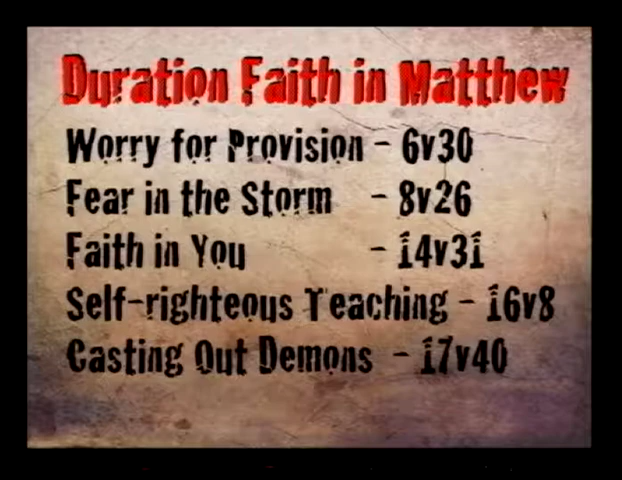 Duration Faith in Matthew
Worry for Provision - 6v30
Fear in the Storm - 8v26
Faith in You - 14v31
Self-righteous Teaching - 16v8
Casting Out Demons - 17v40